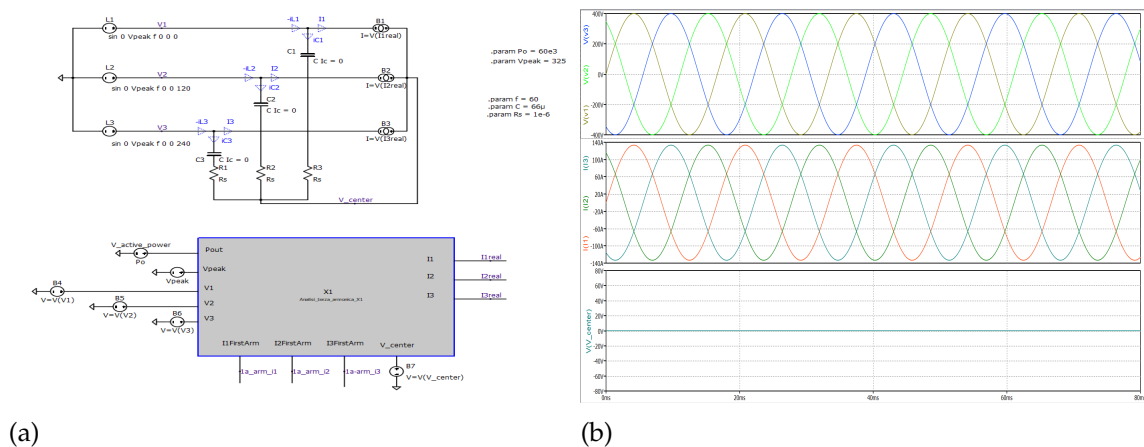 L1
V1
-iL1
I1
B1
sin 0 Vpeak f 0 0 0
iC1
I=V(I1real)
C1
C Ic = 0
.param Po = 60e3
.param Vpeak = 325
L2
V2
-iL2
I2
B2
sin 0 Vpeak f 0 0 120
iC2
I=V(I2real)
C2
C Ic = 0
.param f = 60
.param C = 66µ
.param Rs = 1e-6
L3
V3
-iL3
I3
B3
sin 0 Vpeak f 0 0 240
iC3
I=V(I3real)
C3
C Ic = 0
R1
Rs
R2
Rs
R3
Rs
V_center
V_active_power
Po
Pout
Vpeak
Vpeak
B4
V=V(V1)
V1
B5
V=V(V2)
V2
B6
V=V(V3)
V3
X1
I1
I1real
I2
I2real
I3
I3real
I1FirstArm
I2FirstArm
I3FirstArm
V_center
1a_arm_i1
1a_arm_i2
1a-arm_i3
B7
V=V(V_center)
(a)
V(v3)
V(v2)
V(v1)
400V
200V
0V
-200V
-400V
I(I3)
I(I2)
I(I1)
140A
100A
60A
20A
-20A
-60A
-100A
-140A
V(V_center)
80V
60V
40V
20V
0V
-20V
-40V
-60V
-80V
0ms
20ms
40ms
60ms
80ms
(b)